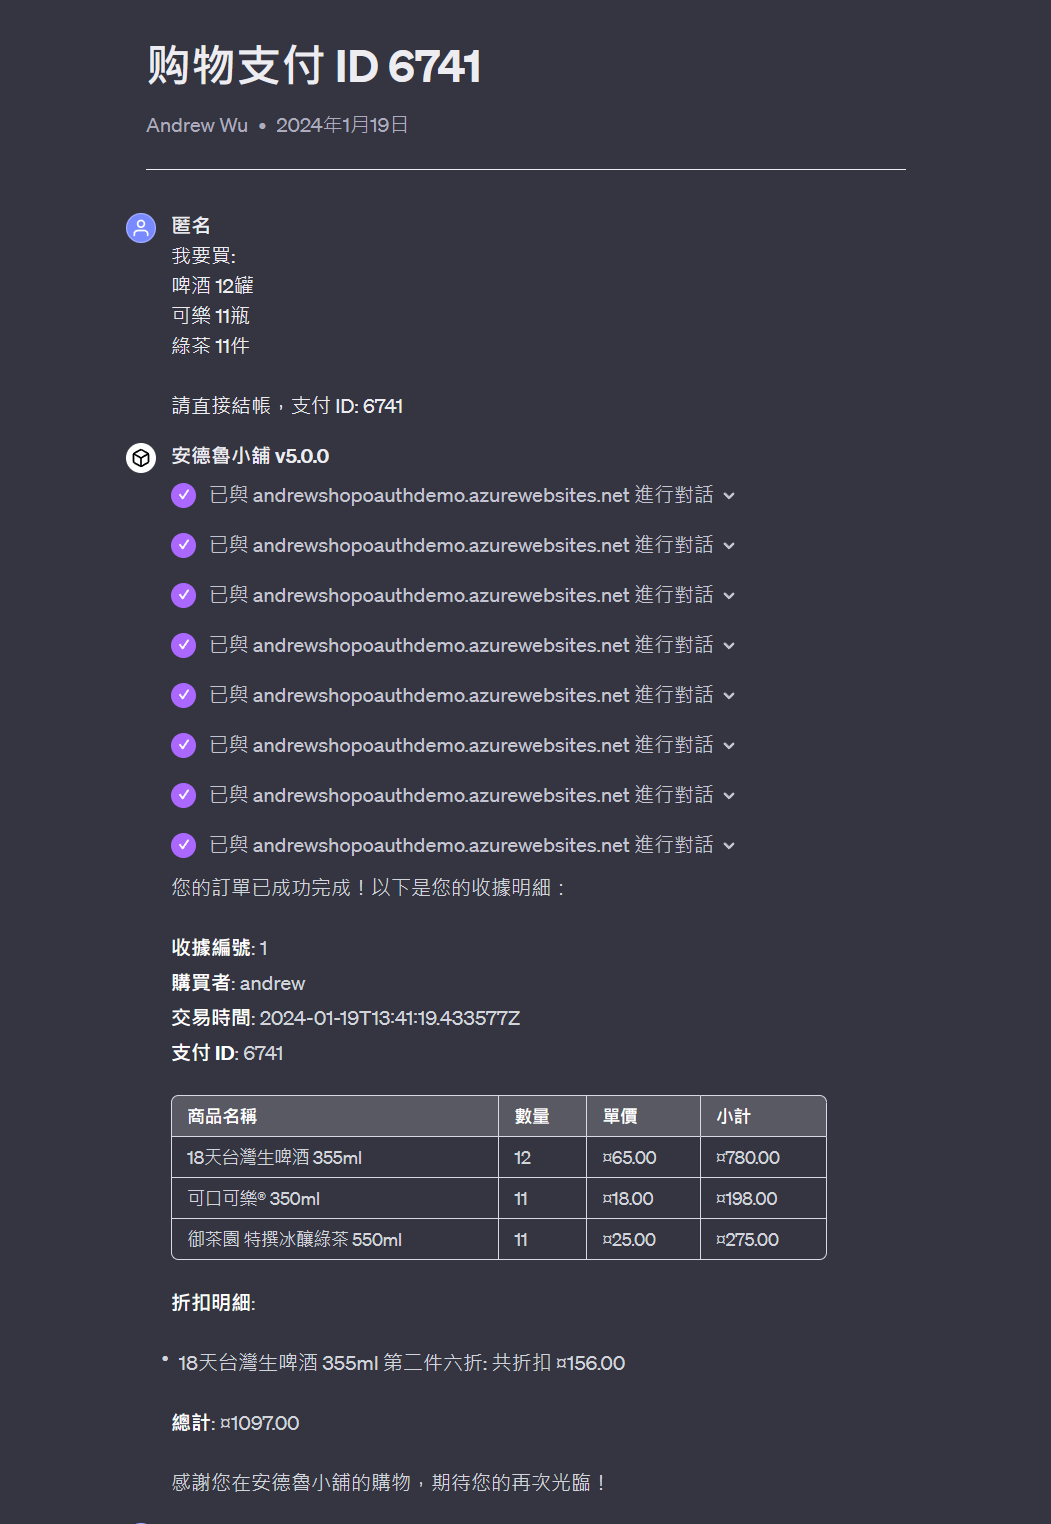 购物支付 ID 6741
Andrew Wu • 2024年1月19日
匿名
我要買:
啤酒 12罐
可樂 11瓶
綠茶 11件
請直接結帳，支付 ID: 6741
安德魯小舖 v5.0.0
已與 andrewshopoauthdemo.azurewebsites.net 進行對話
已與 andrewshopoauthdemo.azurewebsites.net 進行對話
已與 andrewshopoauthdemo.azurewebsites.net 進行對話
已與 andrewshopoauthdemo.azurewebsites.net 進行對話
已與 andrewshopoauthdemo.azurewebsites.net 進行對話
已與 andrewshopoauthdemo.azurewebsites.net 進行對話
已與 andrewshopoauthdemo.azurewebsites.net 進行對話
已與 andrewshopoauthdemo.azurewebsites.net 進行對話
您的訂單已成功完成！以下是您的收據明細：
收據編號: 1
購買者: andrew
交易時間: 2024-01-19T13:41:19.433577Z
支付 ID: 6741
商品名稱 數量 單價 小計
18天台灣生啤酒 355ml 12 ¤65.00 ¤780.00
可口可樂® 350ml 11 ¤18.00 ¤198.00
御茶園 特撰冰釀綠茶 550ml 11 ¤25.00 ¤275.00
折扣明細:
• 18天台灣生啤酒 355ml 第二件六折: 共折扣 ¤156.00
總計: ¤1097.00
感謝您在安德魯小舖的購物，期待您的再次光臨！